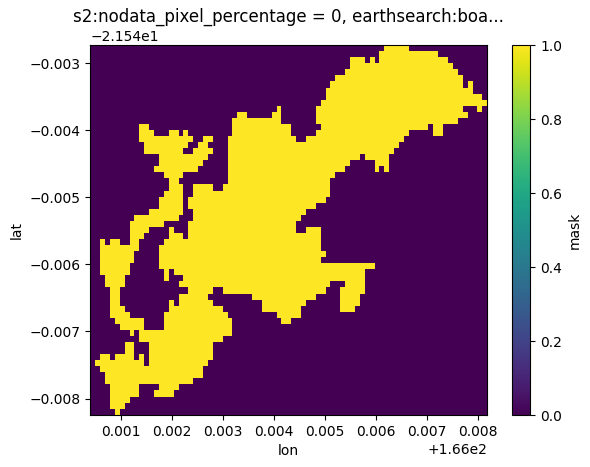 s2:nodata_pixel_percentage = 0, earthsearch:boa...
−2.154e1
−0.003
−0.004
−0.005
−0.006
−0.007
−0.008
lat
0.001 0.002 0.003 0.004 0.005 0.006 0.007 0.008
lon
+1.66e2
1.0
0.8
0.6
0.4
0.2
0.0
mask